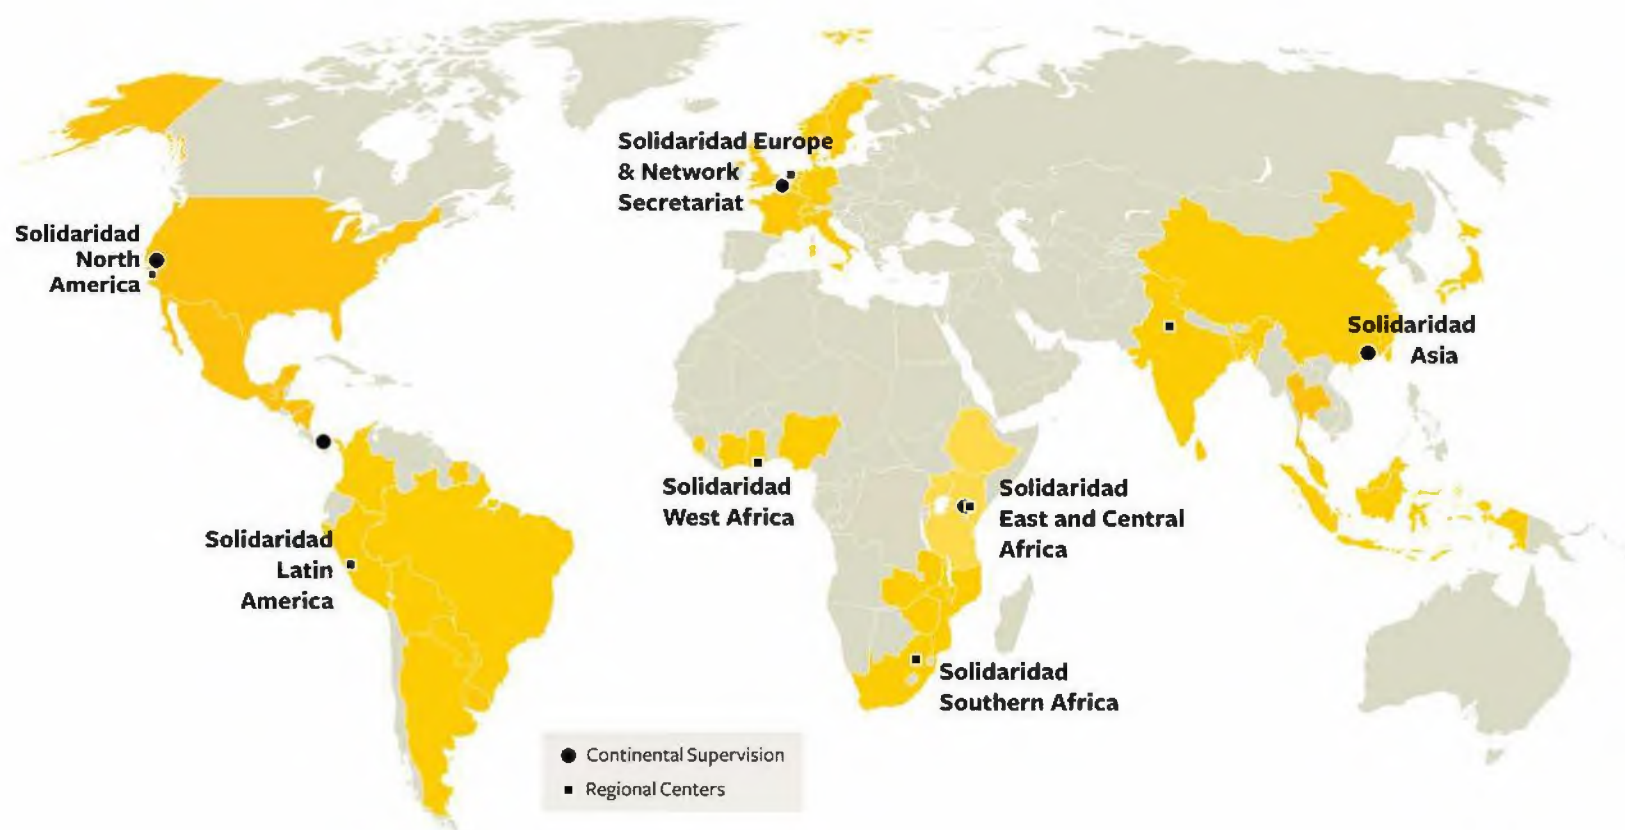 Solidaridad Europe
& Network
Secretariat
Solidaridad
North
America
Solidaridad
Asia
Solidaridad
West Africa
Solidaridad
East and Central
Africa
Solidaridad
Latin
America
Solidaridad
Southern Africa
Continental Supervision
Regional Centers